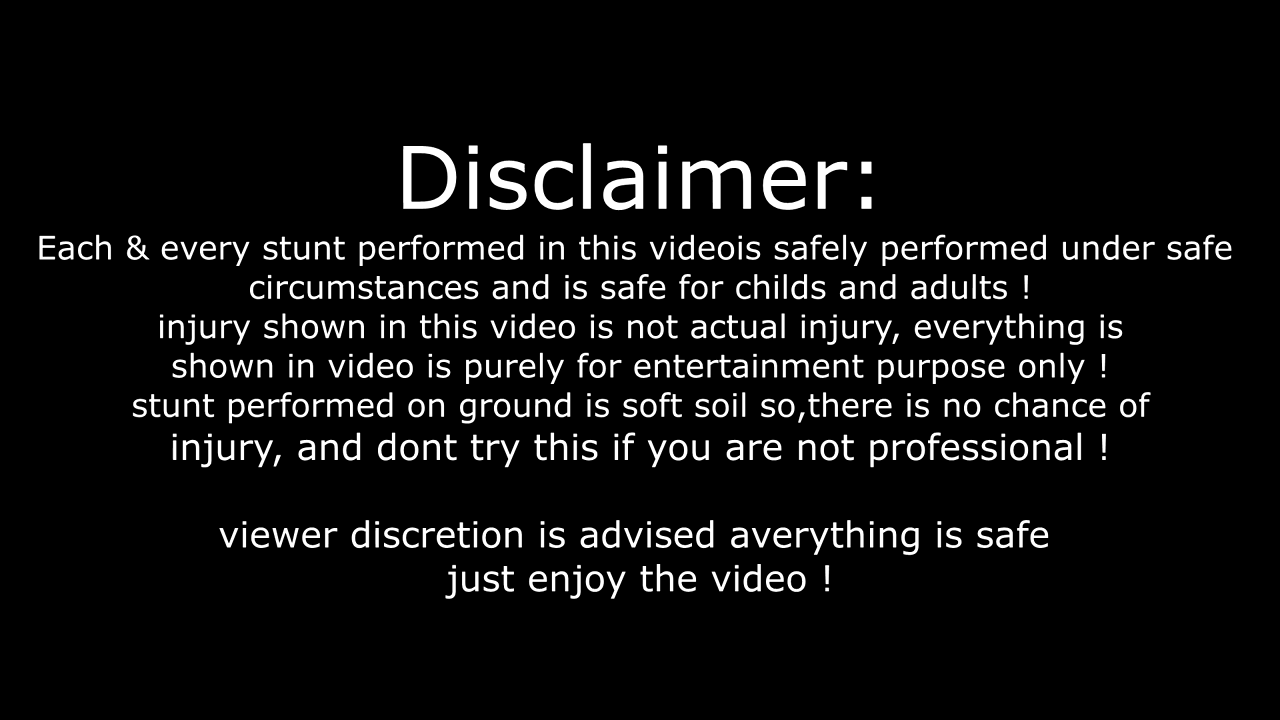 Disclaimer:
Each & every stunt performed in this videois safely performed under safe
circumstances and is safe for childs and adults !
injury shown in this video is not actual injury, everything is
shown in video is purely for entertainment purpose only !
stunt performed on ground is soft soil so,there is no chance of
injury, and dont try this if you are not professional !
viewer discretion is advised averything is safe
just enjoy the video !